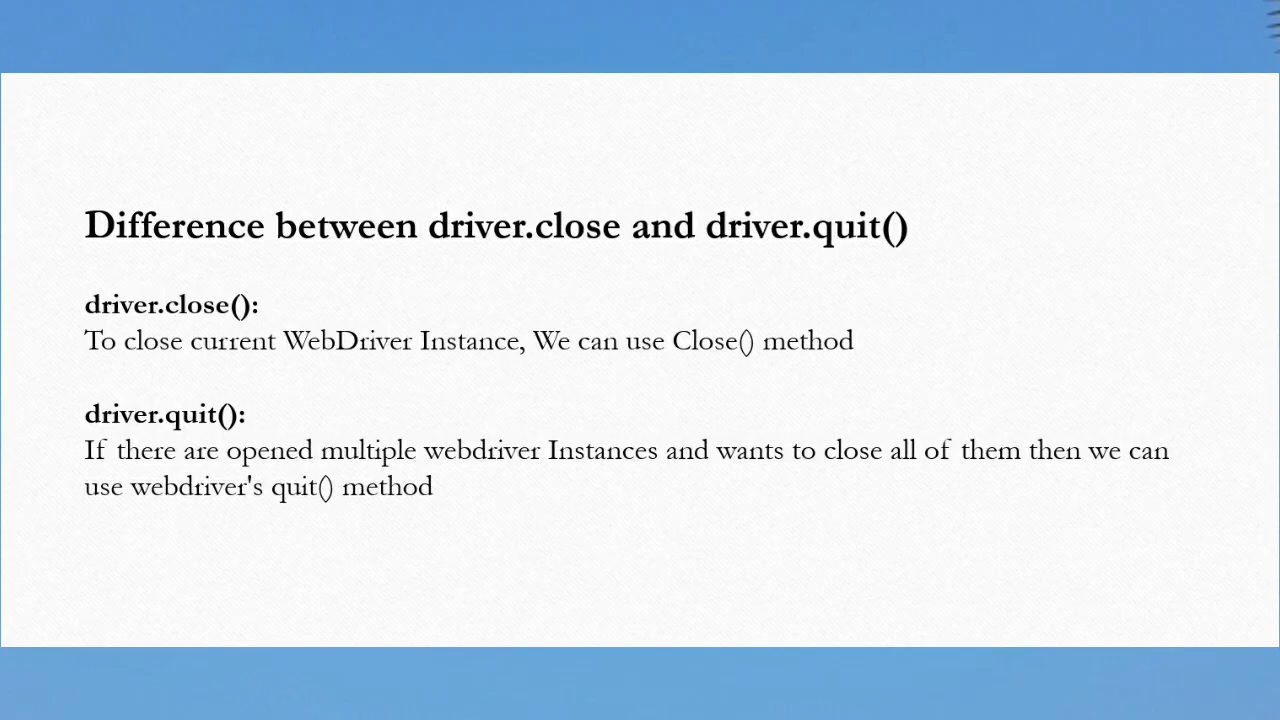 Difference between driver.close and driver.quit()
driver.close():
To close current WebDriver Instance, We can use Close() method
driver.quit():
If there are opened multiple webdriver Instances and wants to close all of them then we can
use webdriver's quit() method